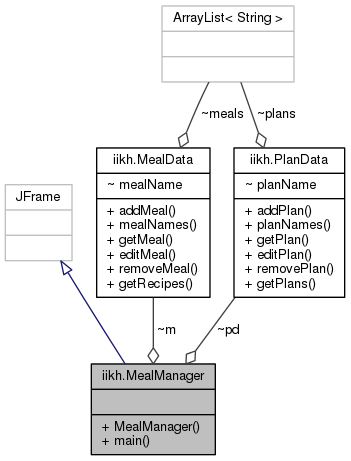 ArrayList< String >
~meals
~plans
iikh.MealData
~ mealName
+ addMeal()
+ mealNames()
+ getMeal()
+ editMeal()
+ removeMeal()
+ getRecipes()
iikh.PlanData
~ planName
+ addPlan()
+ planNames()
+ getPlan()
+ editPlan()
+ removePlan()
+ getPlans()
JFrame
~m
~pd
iikh.MealManager
+ MealManager()
+ main()